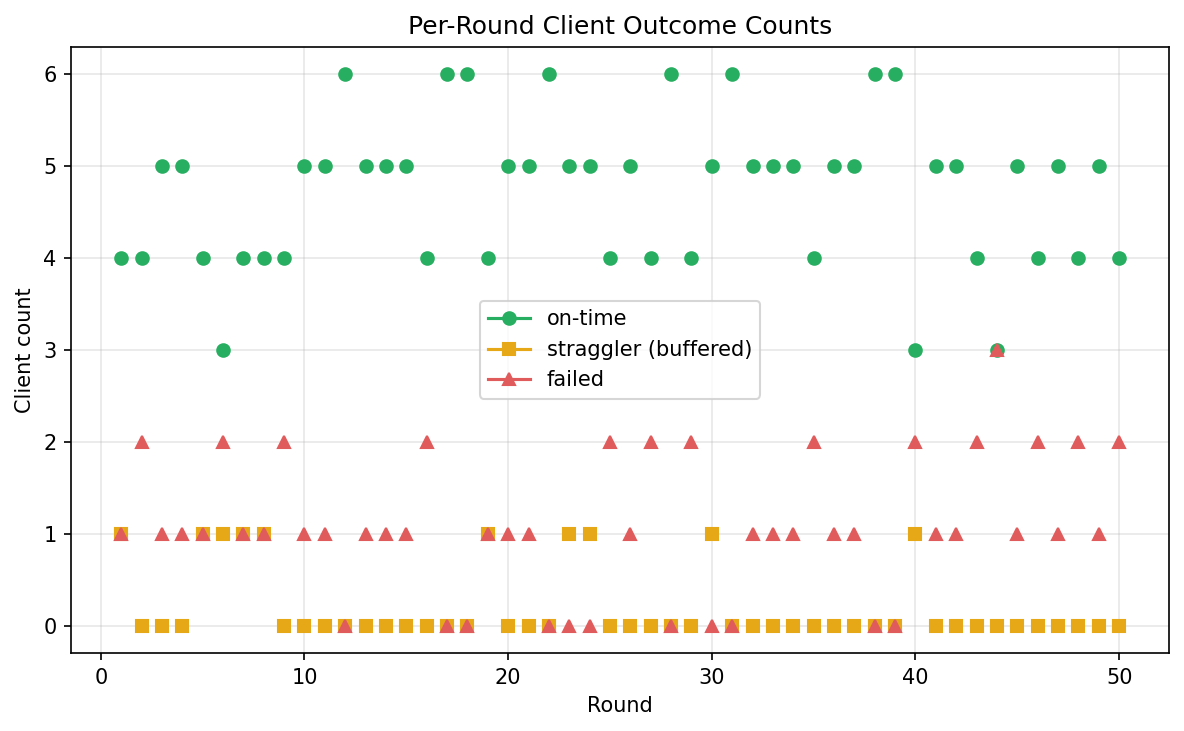 Per-Round Client Outcome Counts
Client count
6
5
4
3
2
1
0
on-time
straggler (buffered)
failed
0 10 20 30 40 50
Round